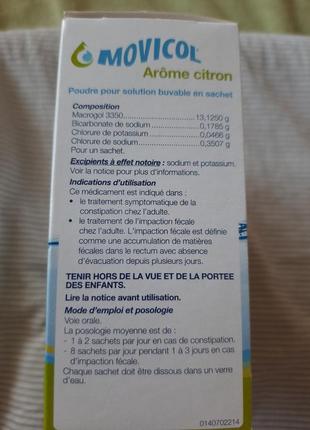 MOVICOL
Arôme citron
Poudre pour solution buvable en sachet
Composition
Macrogol 3350..............................13,1250 g
Bicarbonate de sodium..................0,1785 g
Chlorure de potassium..................0,0466 g
Chlorure de sodium.......................0,3507 g
Pour un sachet.
Excipients à effet notoire : sodium et potassium.
Voir la notice pour plus d'informations.
Indications d'utilisation
Ce médicament est indiqué dans :
• le traitement symptomatique de la
constipation chez l'adulte.
• le traitement de l'impaction fécale
chez l'adulte. L'impaction fécale est définie
comme une accumulation de matières
fécales dans le rectum avec absence
d'évacuation depuis plusieurs jours.
TENIR HORS DE LA VUE ET DE LA PORTEE
DES ENFANTS.
Lire la notice avant utilisation.
Mode d'emploi et posologie
Voie orale.
La posologie moyenne est de :
- 1 à 2 sachets par jour en cas de constipation.
- 8 sachets par jour pendant 1 à 3 jours en cas
d'impaction fécale.
Chaque sachet doit être dissous dans un verre
d'eau.
0140702214